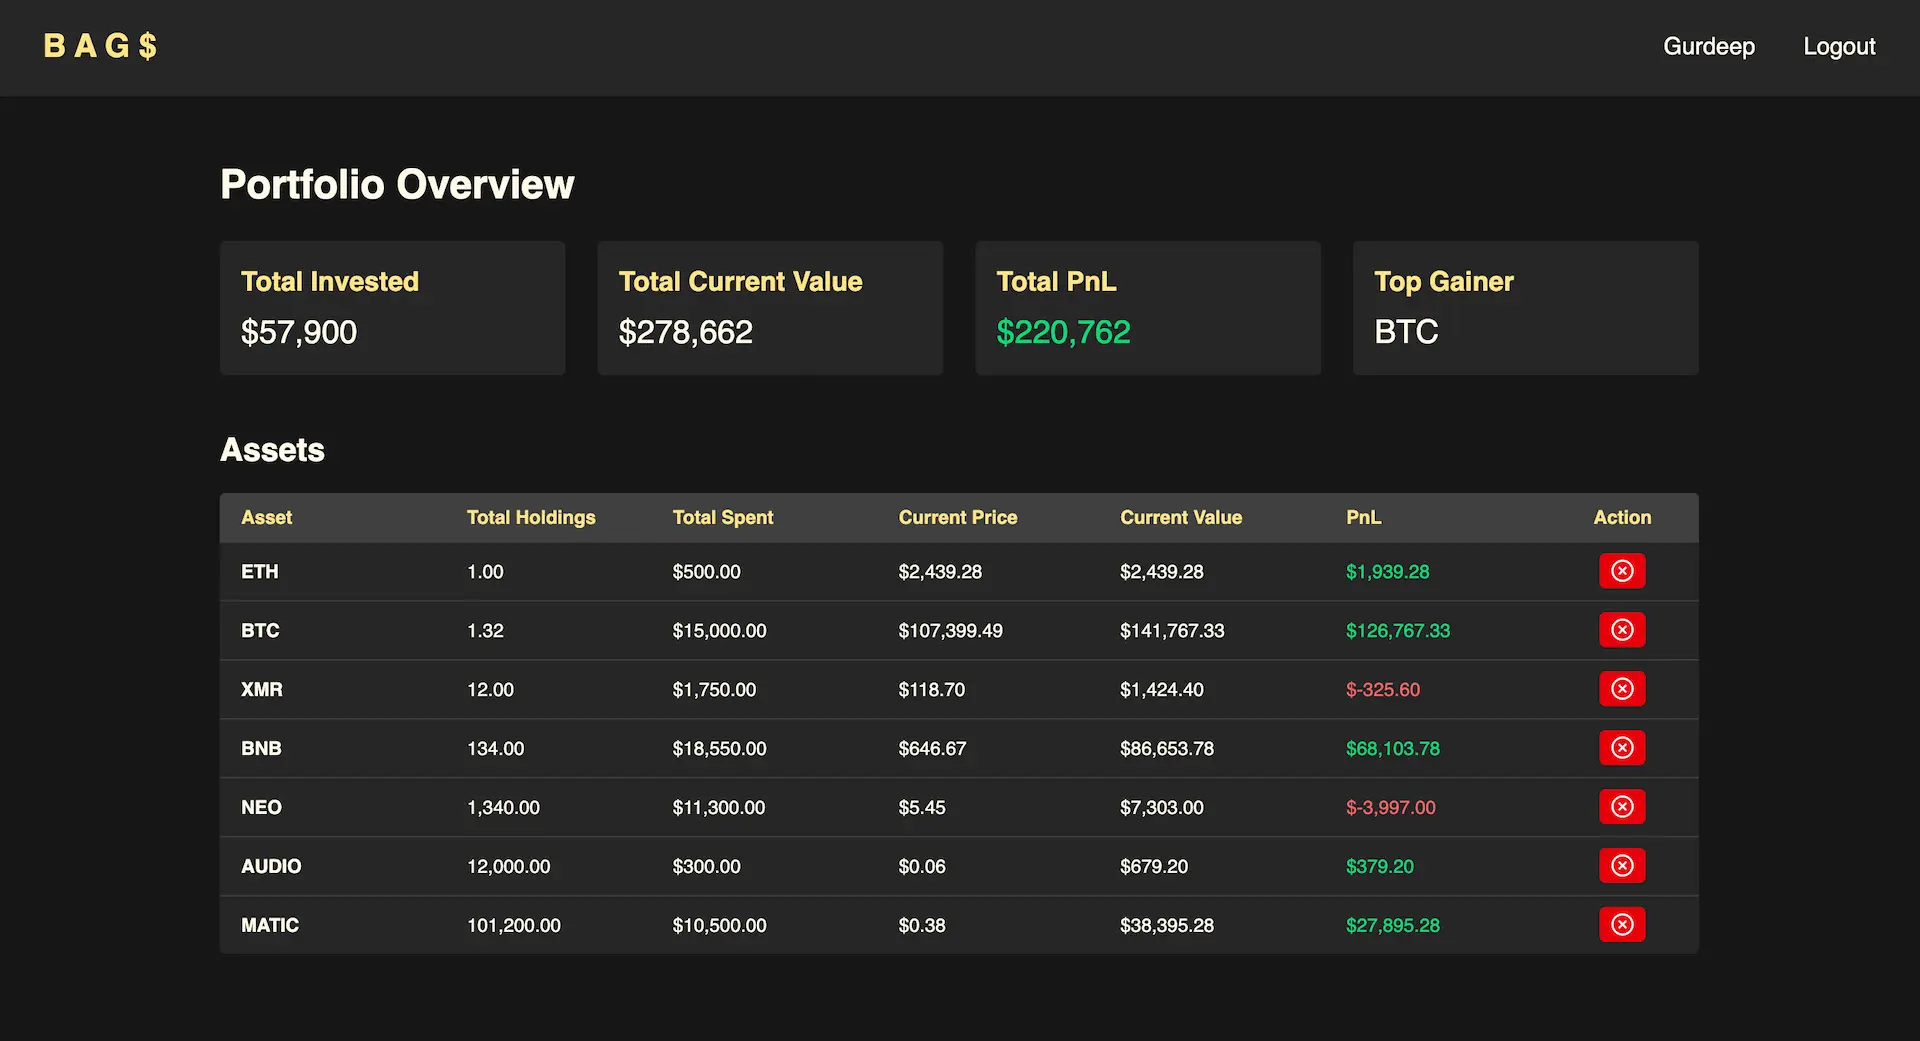 BAG$ Gurdeep Logout
Portfolio Overview
Total Invested Total Current Value Total PnL Top Gainer
$57,900 $278,662 $220,762 BTC
Assets
Asset Total Holdings Total Spent Current Price Current Value PnL Action
ETH 1.00 $500.00 $2,439.28 $2,439.28 $1,939.28
BTC 1.32 $15,000.00 $107,399.49 $141,767.33 $126,767.33
XMR 12.00 $1,750.00 $118.70 $1,424.40 $-325.60
BNB 134.00 $18,550.00 $646.67 $86,653.78 $68,103.78
NEO 1,340.00 $11,300.00 $5.45 $7,303.00 $-3,997.00
AUDIO 12,000.00 $300.00 $0.06 $679.20 $379.20
MATIC 101,200.00 $10,500.00 $0.38 $38,395.28 $27,895.28